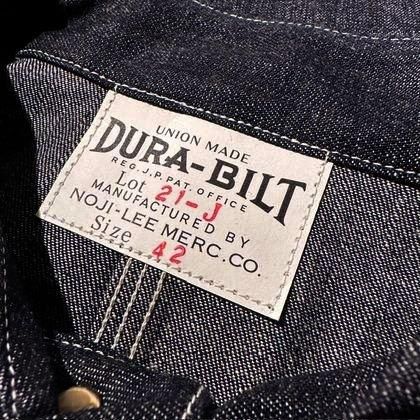 UNION MADE
DURA-BILT
REG.J.P.PAT.OFFICE
Lot 21-J
MANUFACTURED BY
NOJI-LEE MERC.CO.
Size 42